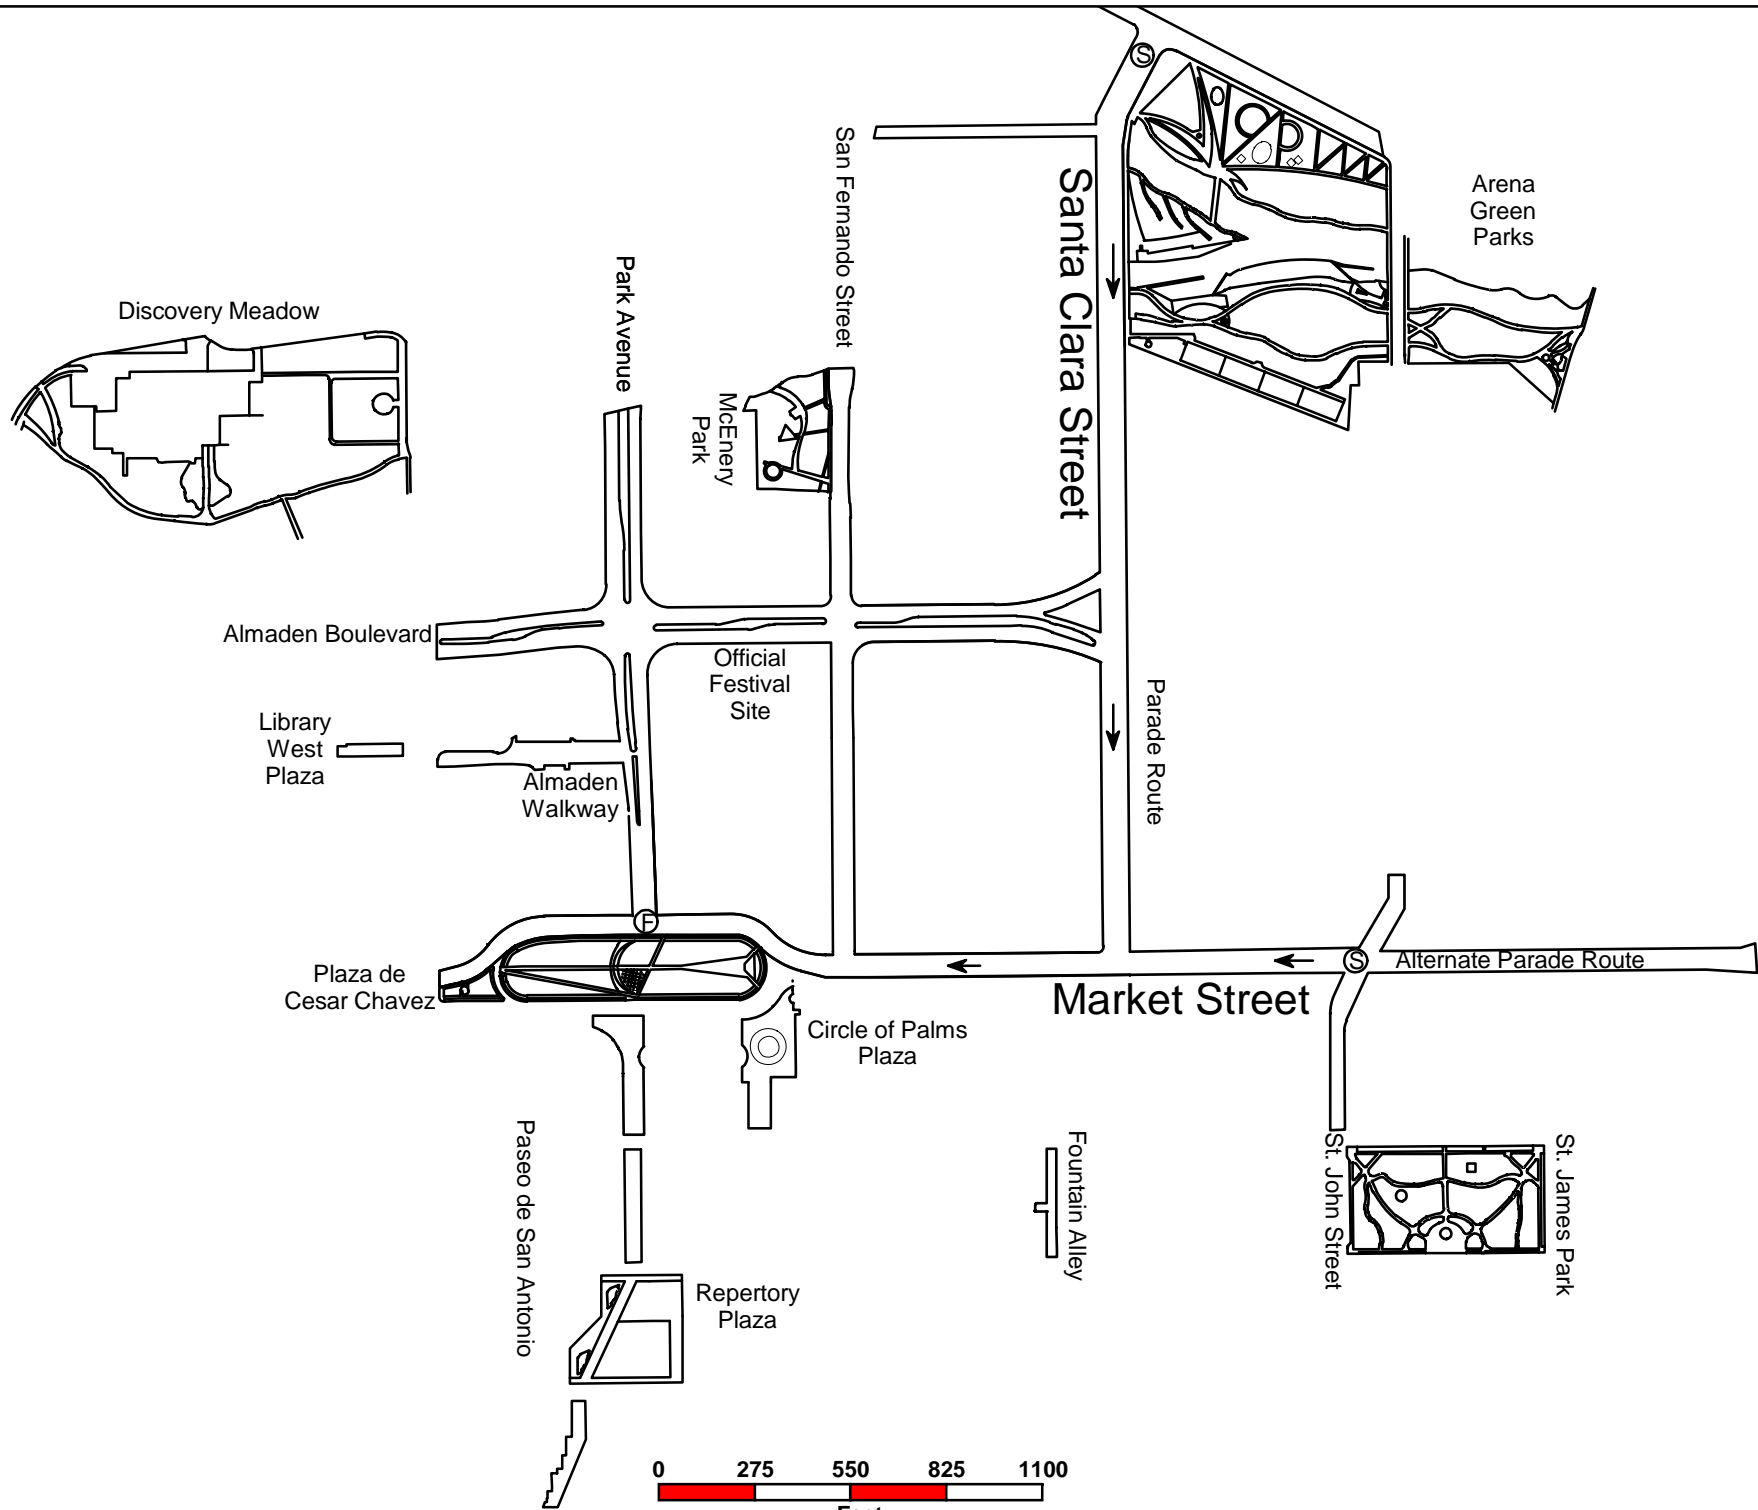 S
Arena
Green
Parks
San Fernando Street
Santa Clara Street
Park Avenue
Discovery Meadow
McEnery
Park
Almaden Boulevard
Official
Festival
Site
Parade Route
Library
West
Plaza
Almaden
Walkway
F
S
Alternate Parade Route
Plaza de
Cesar Chavez
Market Street
Circle of Palms
Plaza
Paseo de San Antonio
Fountain Alley
St. John Street
St. James Park
Repertory
Plaza
0 275 550 825 1100